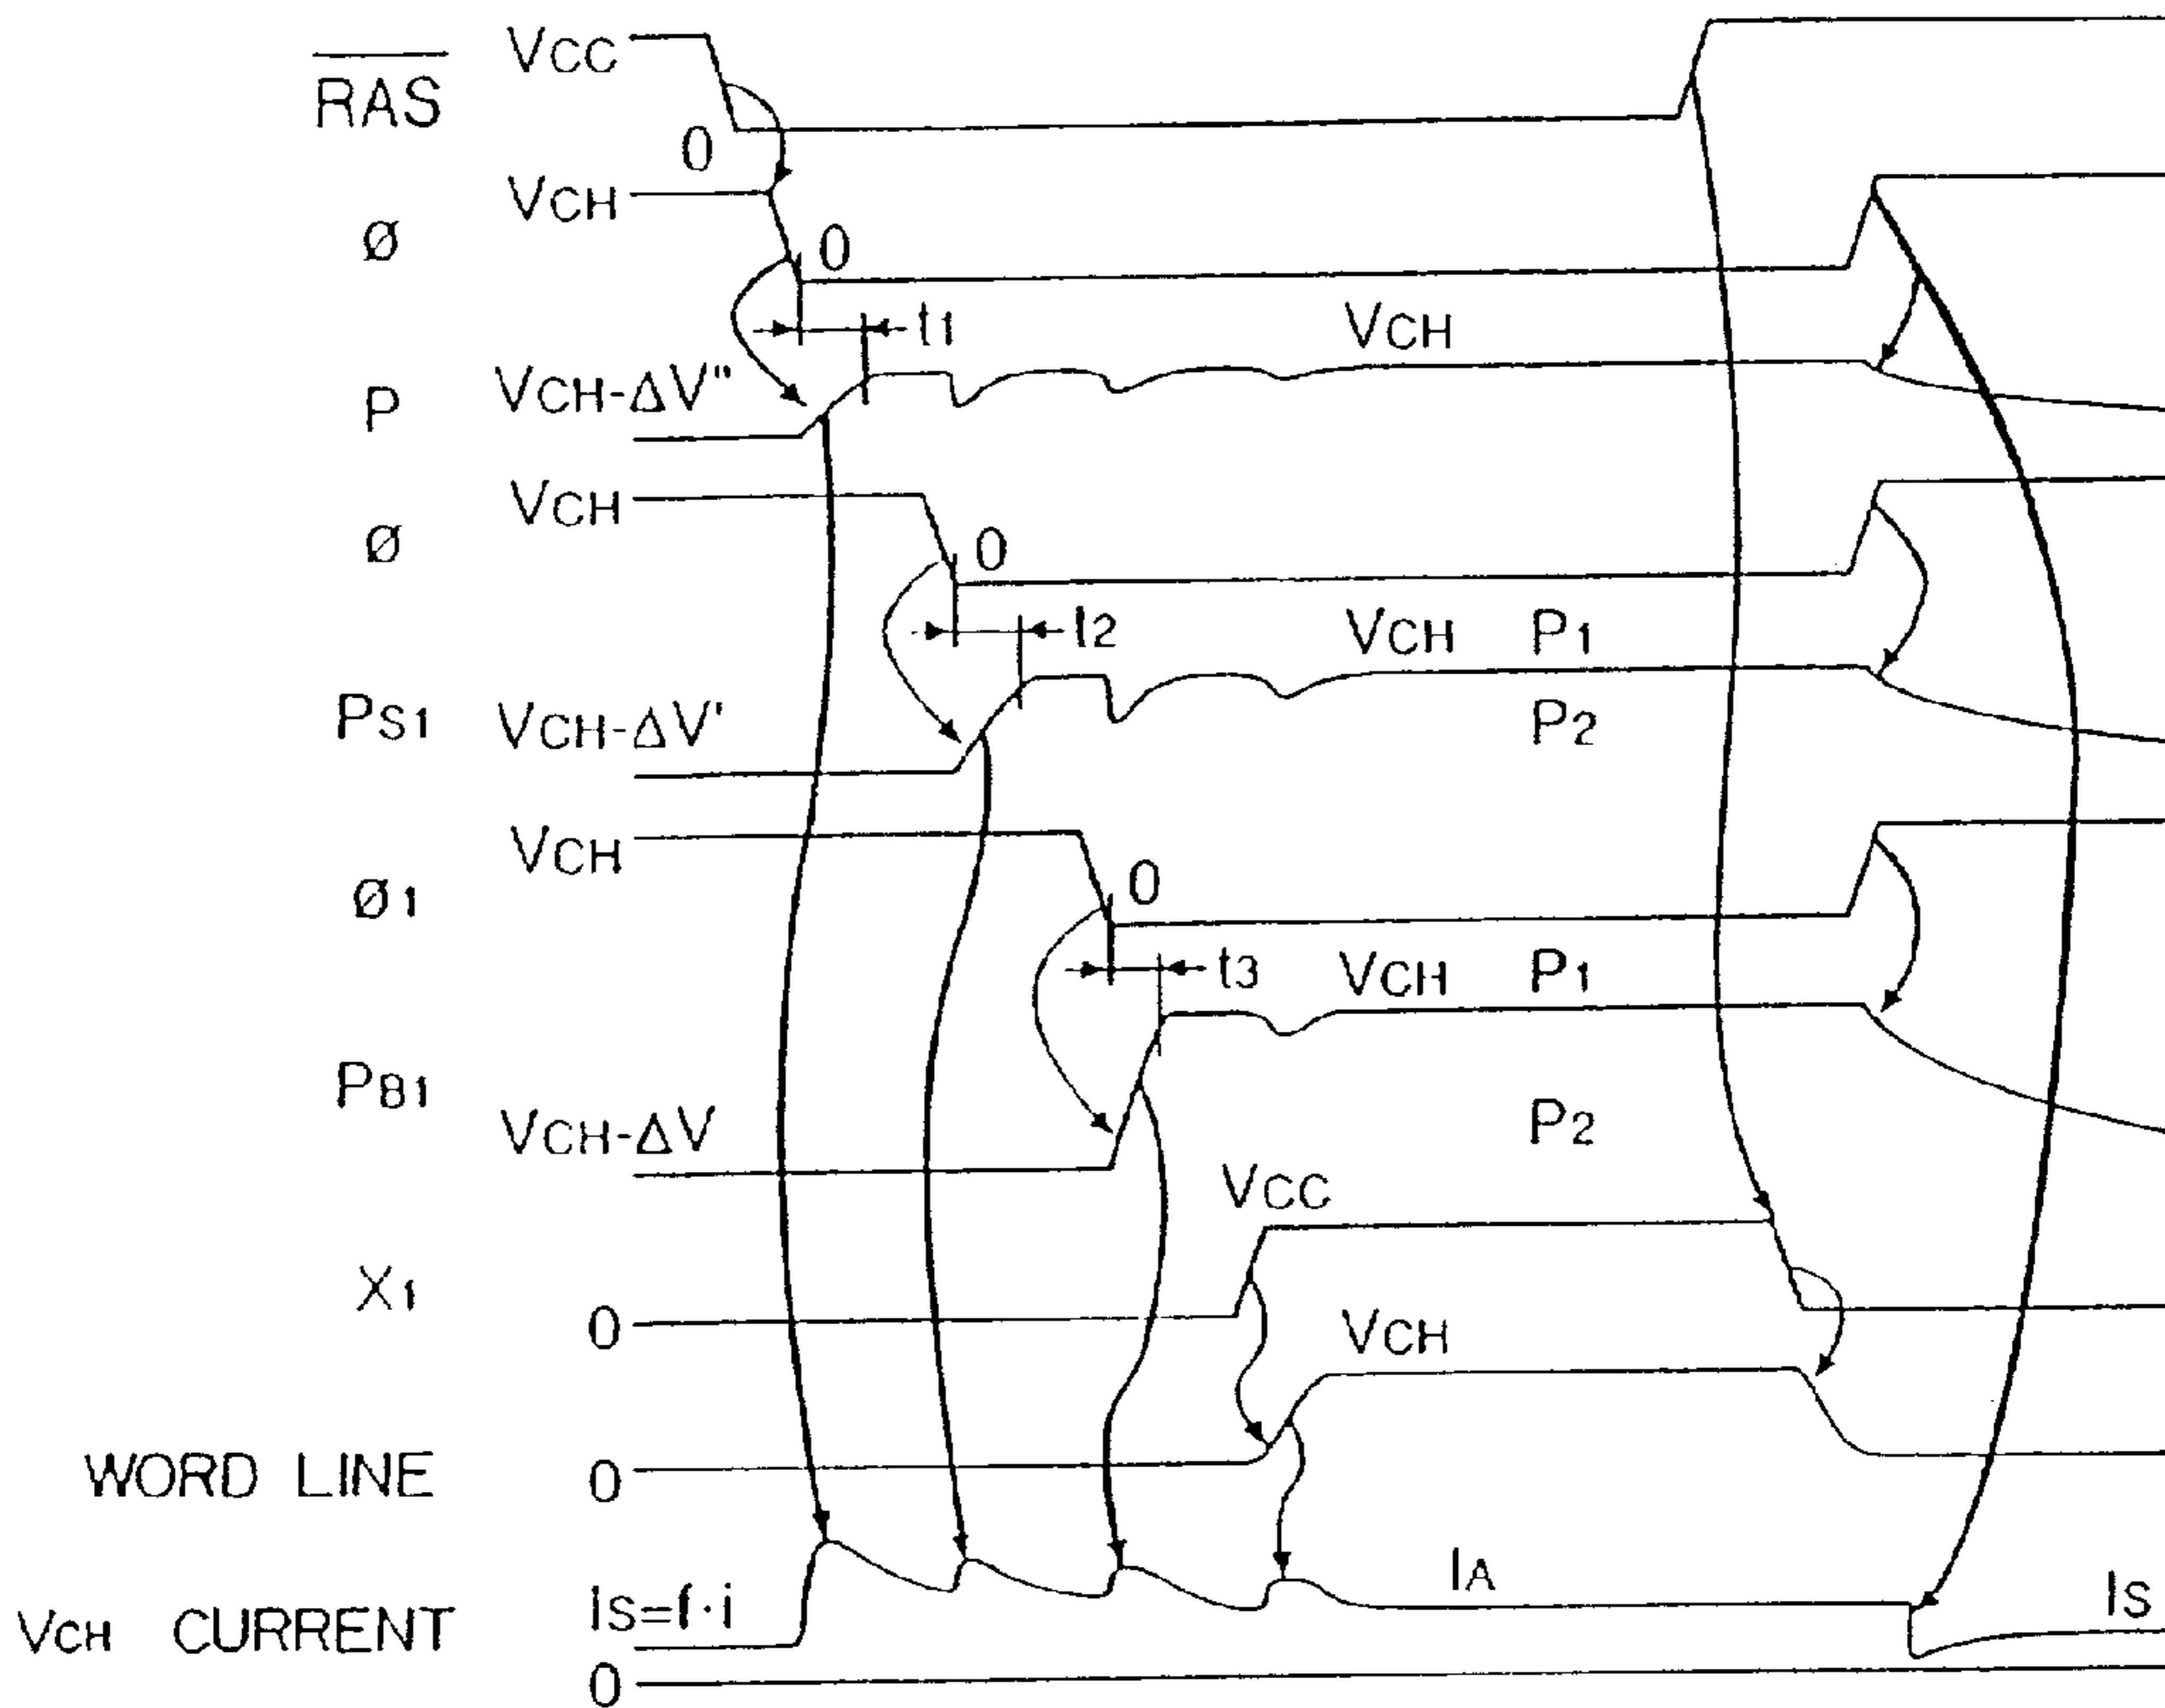 RAS VCC
0
Ø VCH
0
t1
VCH
P VCH-ΔV"
Ø VCH
0
t2
VCH P1
PS1 VCH-ΔV'
P2
VCH
Ø1
0
t3
VCH P1
PB1
VCH-ΔV
P2
VCC
X1
0
VCH
WORD LINE 0
IA
IS=f·i
IS
VCH CURRENT
0